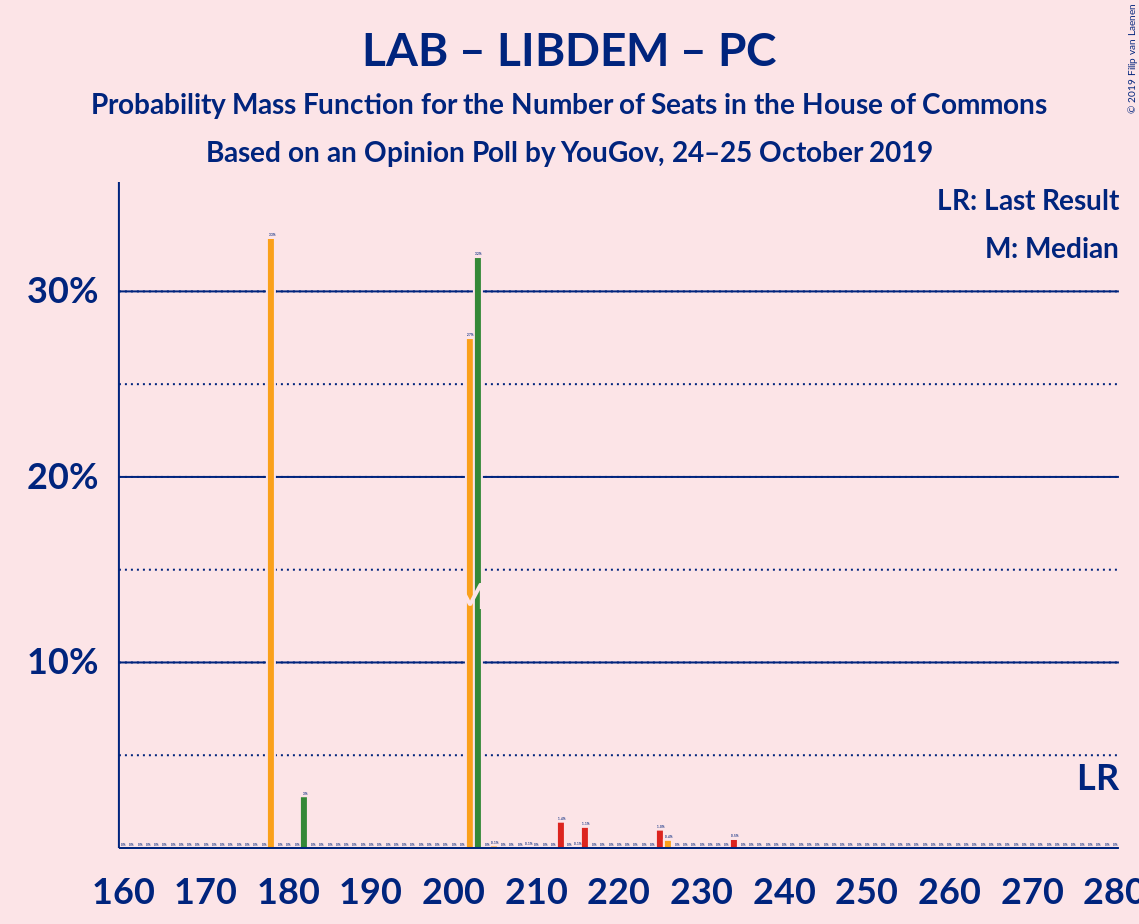 LAB – LIBDEM – PC
Probability Mass Function for the Number of Seats in the House of Commons
Based on an Opinion Poll by YouGov, 24–25 October 2019
© 2019 Filip van Laenen
LR: Last Result
M: Median
30%
20%
10%
M
LR
160 170 180 190 200 210 220 230 240 250 260 270 280